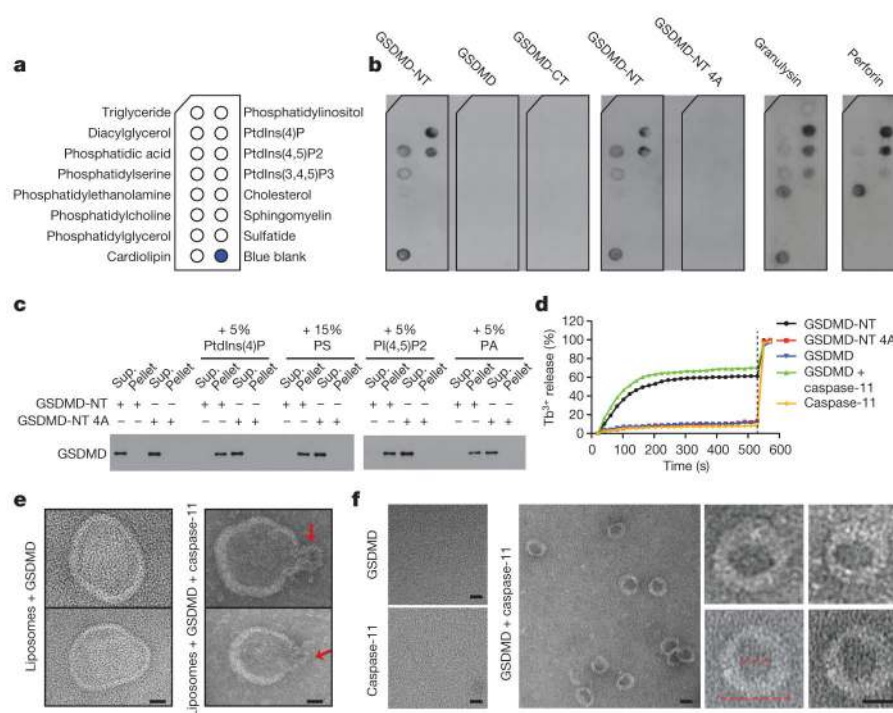 a
Triglyceride
Diacylglycerol
Phosphatidic acid
Phosphatidylserine
Phosphatidylethanolamine
Phosphatidylcholine
Phosphatidylglycerol
Cardiolipin
Phosphatidylinositol
PtdIns(4)P
PtdIns(4,5)P2
PtdIns(3,4,5)P3
Cholesterol
Sphingomyelin
Sulfatide
Blue blank
b
GSDMD-NT
GSDMD
GSDMD-CT
GSDMD-NT
GSDMD-NT 4A
Granulysin
Perforin
c
+ 5% PtdIns(4)P
+ 15% PS
+ 5% PI(4,5)P2
+ 5% PA
Sup. Pellet Sup. Pellet Sup. Pellet Sup. Pellet Sup. Pellet Sup. Pellet Sup. Pellet Sup. Pellet Sup. Pellet Sup. Pellet
GSDMD-NT + + – – + + – – + + – – + + – – + + – –
GSDMD-NT 4A – – + + – – + + – – + + – – + + – – + +
GSDMD
d
Tb3+ release (%)
120
100
80
60
40
20
0
0 100 200 300 400 500 600
Time (s)
GSDMD-NT
GSDMD-NT 4A
GSDMD
GSDMD +
caspase-11
Caspase-11
e
Liposomes + GSDMD
Liposomes + GSDMD + caspase-11
f
GSDMD
Caspase-11
GSDMD + caspase-11